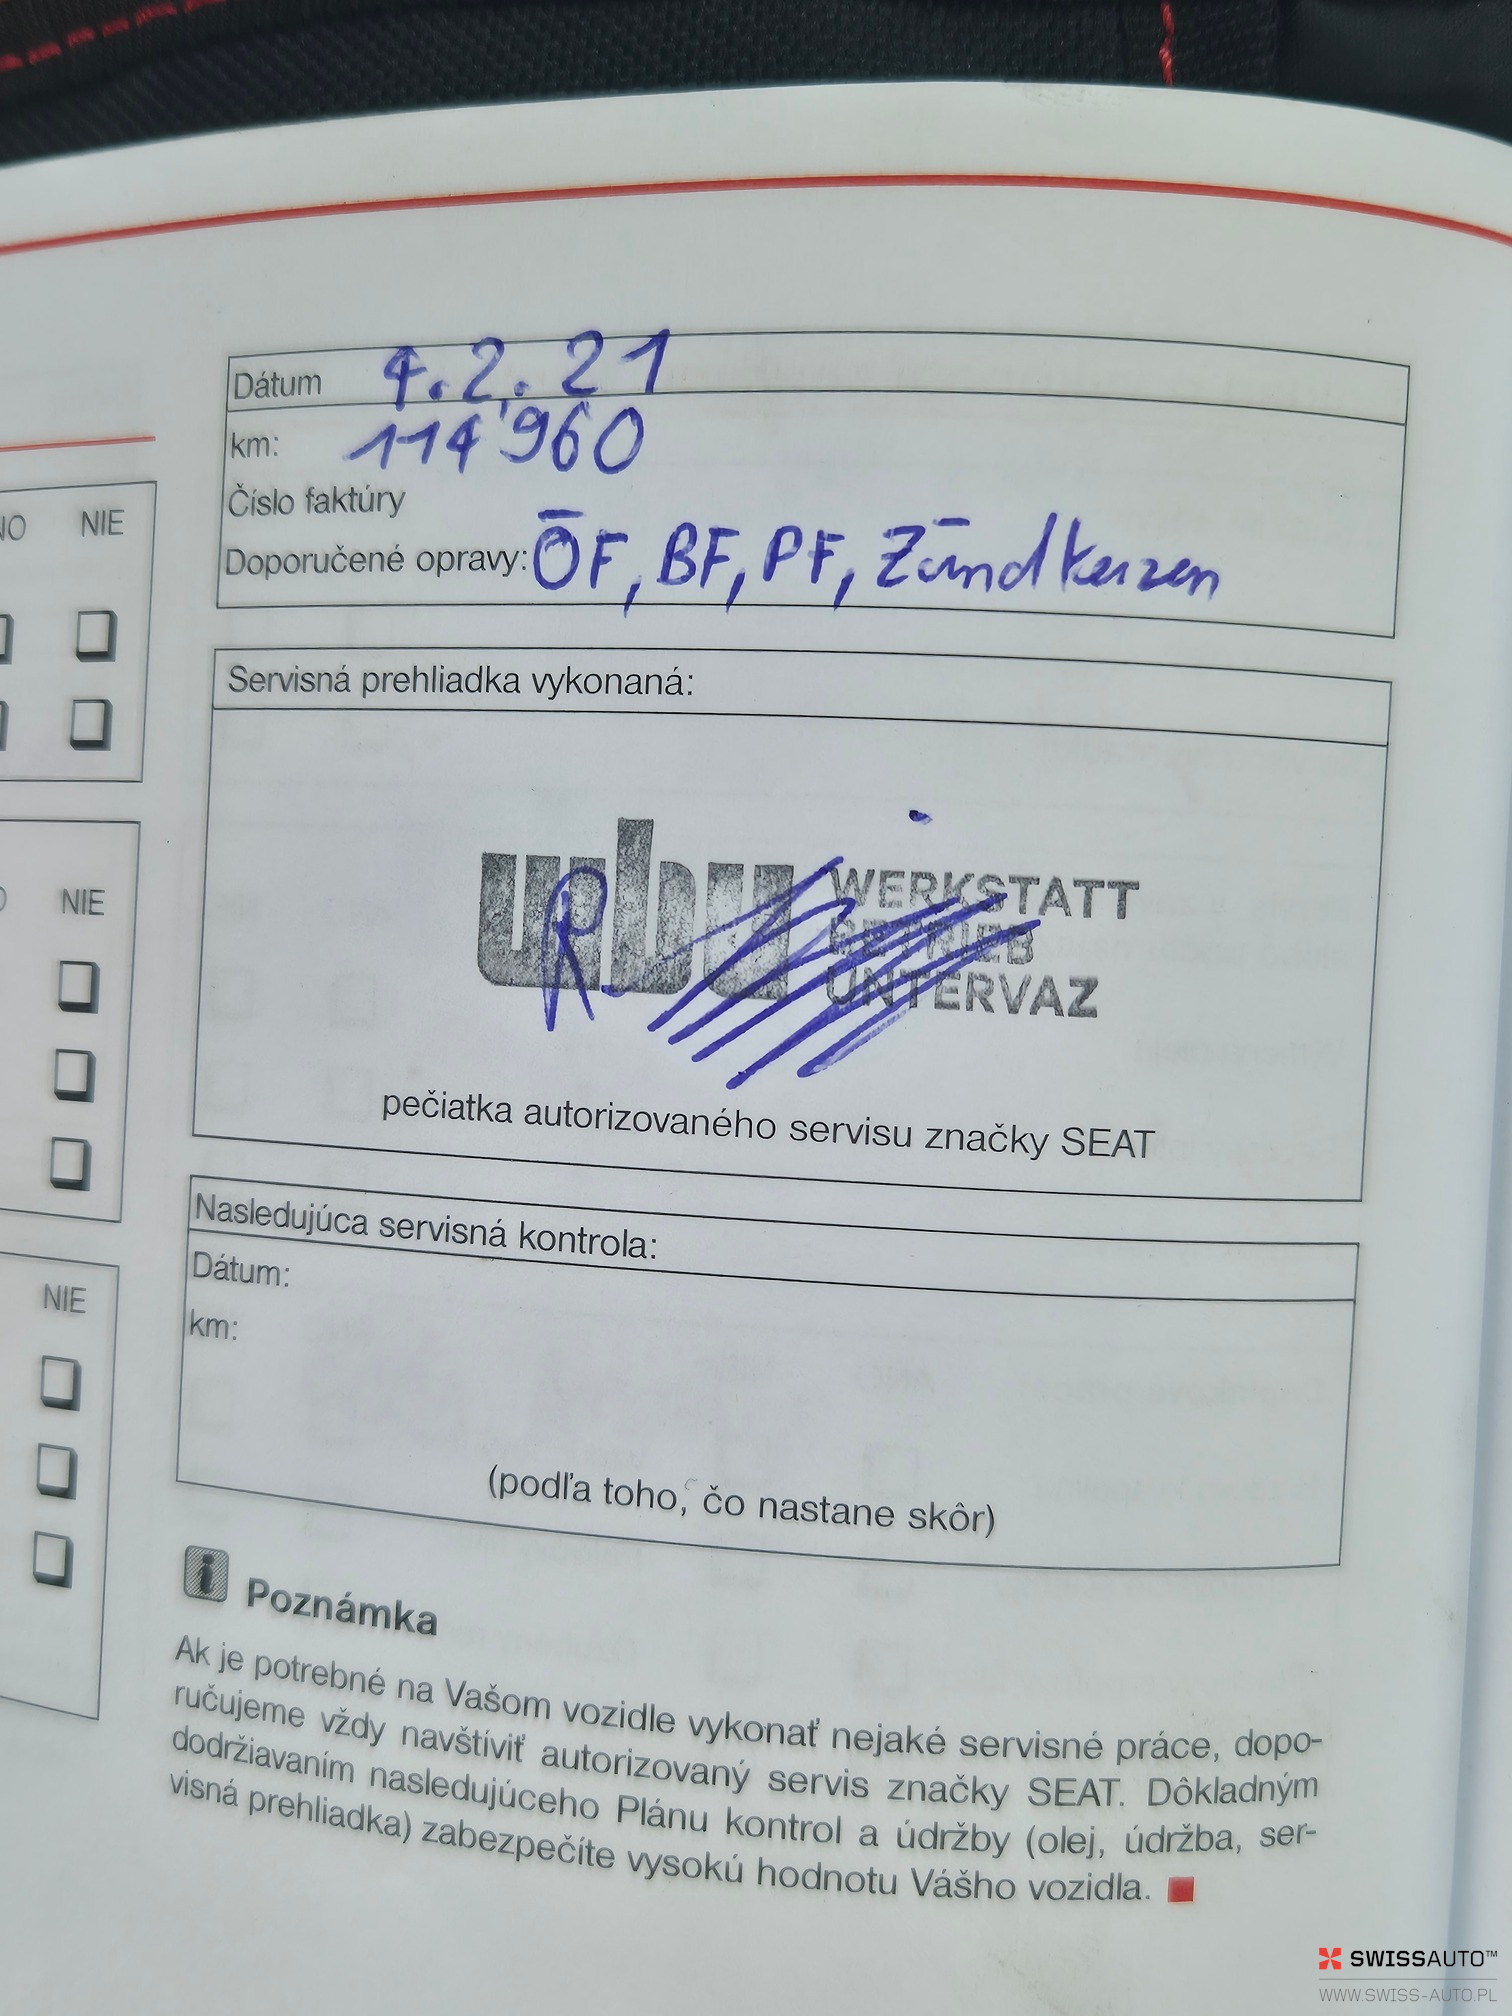 NO NIE
NIE
NIE
Dátum 4.2.21
km: 114'960
Číslo faktúry
Doporučené opravy: ÖF, BF, PF, Zündkerzen
Servisná prehliadka vykonaná:
wbu WERKSTATT
BETRIEB
UNTERVAZ
pečiatka autorizovaného servisu značky SEAT
Nasledujúca servisná kontrola:
Dátum:
km:
(podľa toho, čo nastane skôr)
Poznámka
Ak je potrebné na Vašom vozidle vykonať nejaké servisné práce, dopo-
ručujeme vždy navštíviť autorizovaný servis značky SEAT. Dôkladným
dodržiavaním nasledujúceho Plánu kontrol a údržby (olej, údržba, ser-
visná prehliadka) zabezpečíte vysokú hodnotu Vášho vozidla.
SWISSAUTO™
WWW.SWISS-AUTO.PL